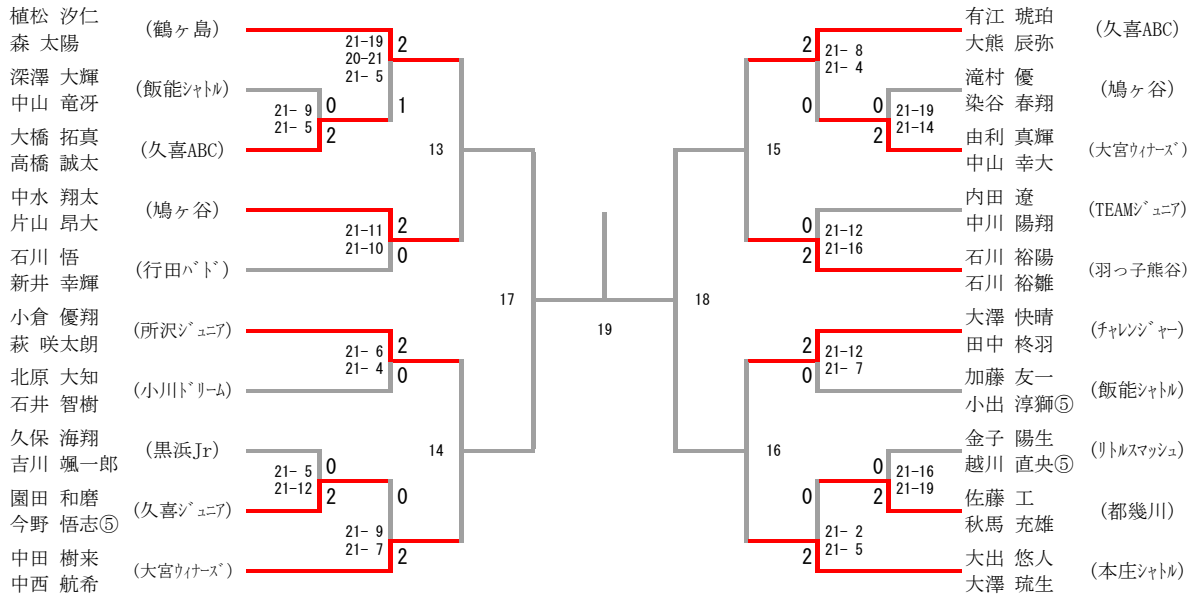 植松 汐仁
森 太陽
(鶴ヶ島)
深澤 大輝
中山 竜冴
(飯能シャトル)
大橋 拓真
高橋 誠太
(久喜ABC)
中水 翔太
片山 昂大
(鳩ヶ谷)
石川 悟
新井 幸輝
(行田バド)
小倉 優翔
萩 咲太朗
(所沢ジュニア)
北原 大知
石井 智樹
(小川ドリーム)
久保 海翔
吉川 颯一郎
(黒浜Jr)
園田 和磨
今野 悟志⑤
(久喜ジュニア)
中田 樹来
中西 航希
(大宮ウィナーズ)
21-19
20-21
21- 5
2
1
21- 9
21- 5
0
2
13
21-11
21-10
2
0
17
21- 6
21- 4
2
0
14
21- 5
21-12
0
2
21- 9
21- 7
0
2
19
有江 琥珀
大熊 辰弥
(久喜ABC)
滝村 優
染谷 春翔
(鳩ヶ谷)
由利 真輝
中山 幸大
(大宮ウィナーズ)
内田 遼
中川 陽翔
(TEAMジュニア)
石川 裕陽
石川 裕雛
(羽っ子熊谷)
大澤 快晴
田中 柊羽
(チャレンジャー)
加藤 友一
小出 淳獅⑤
(飯能シャトル)
金子 陽生
越川 直央⑤
(リトルスマッシュ)
佐藤 工
秋馬 充雄
(都幾川)
大出 悠人
大澤 琉生
(本庄シャトル)
2
0
21- 8
21- 4
0
2
21-19
21-14
15
0
2
21-12
21-16
18
2
0
21-12
21- 7
16
0
2
21-16
21-19
0
2
21- 2
21- 5